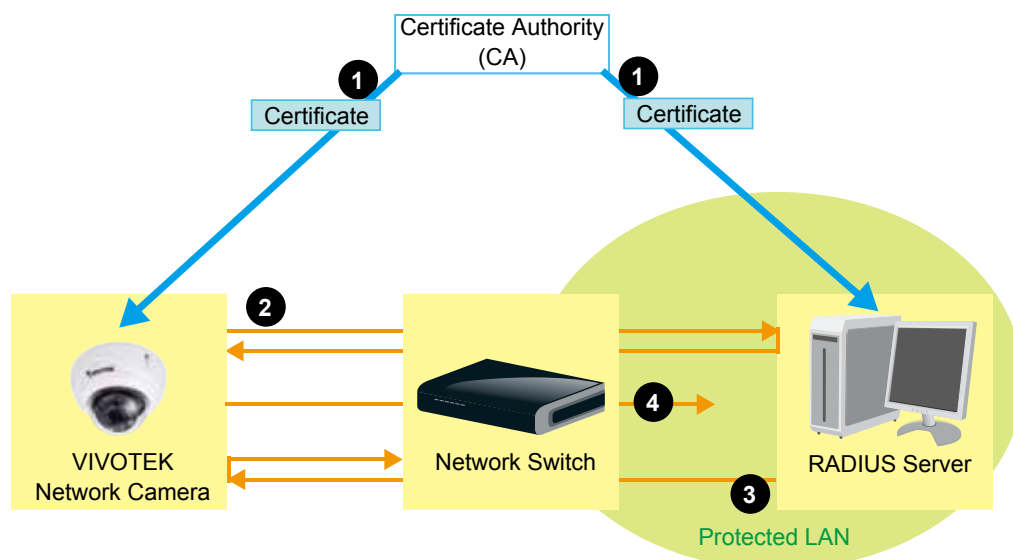 Certificate Authority
(CA)
1
1
Certificate
Certificate
2
4
VIVOTEK
Network Camera
Network Switch
RADIUS Server
3
Protected LAN